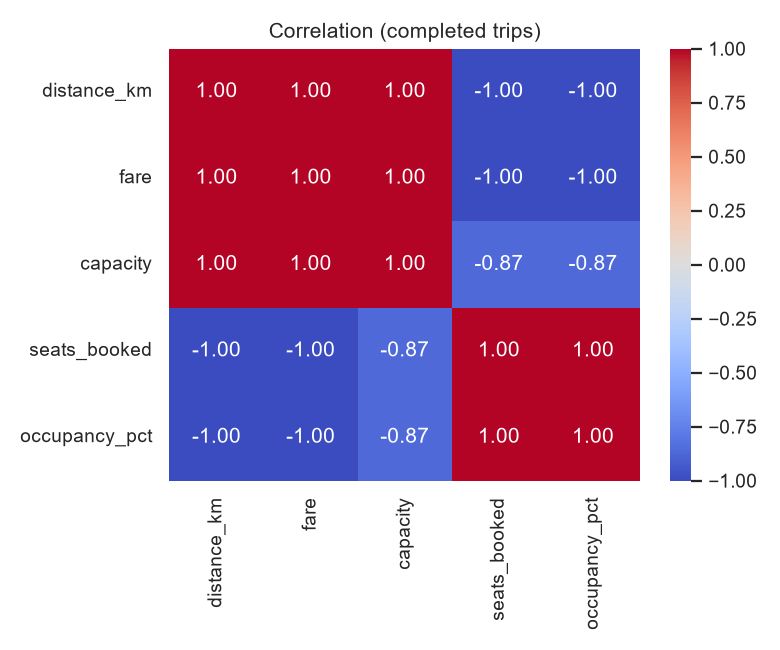 Correlation (completed trips)
distance_km 1.00 1.00 1.00 -1.00 -1.00
fare 1.00 1.00 1.00 -1.00 -1.00
capacity 1.00 1.00 1.00 -0.87 -0.87
seats_booked -1.00 -1.00 -0.87 1.00 1.00
occupancy_pct -1.00 -1.00 -0.87 1.00 1.00
distance_km
fare
capacity
seats_booked
occupancy_pct
1.00
0.75
0.50
0.25
0.00
−0.25
−0.50
−0.75
−1.00